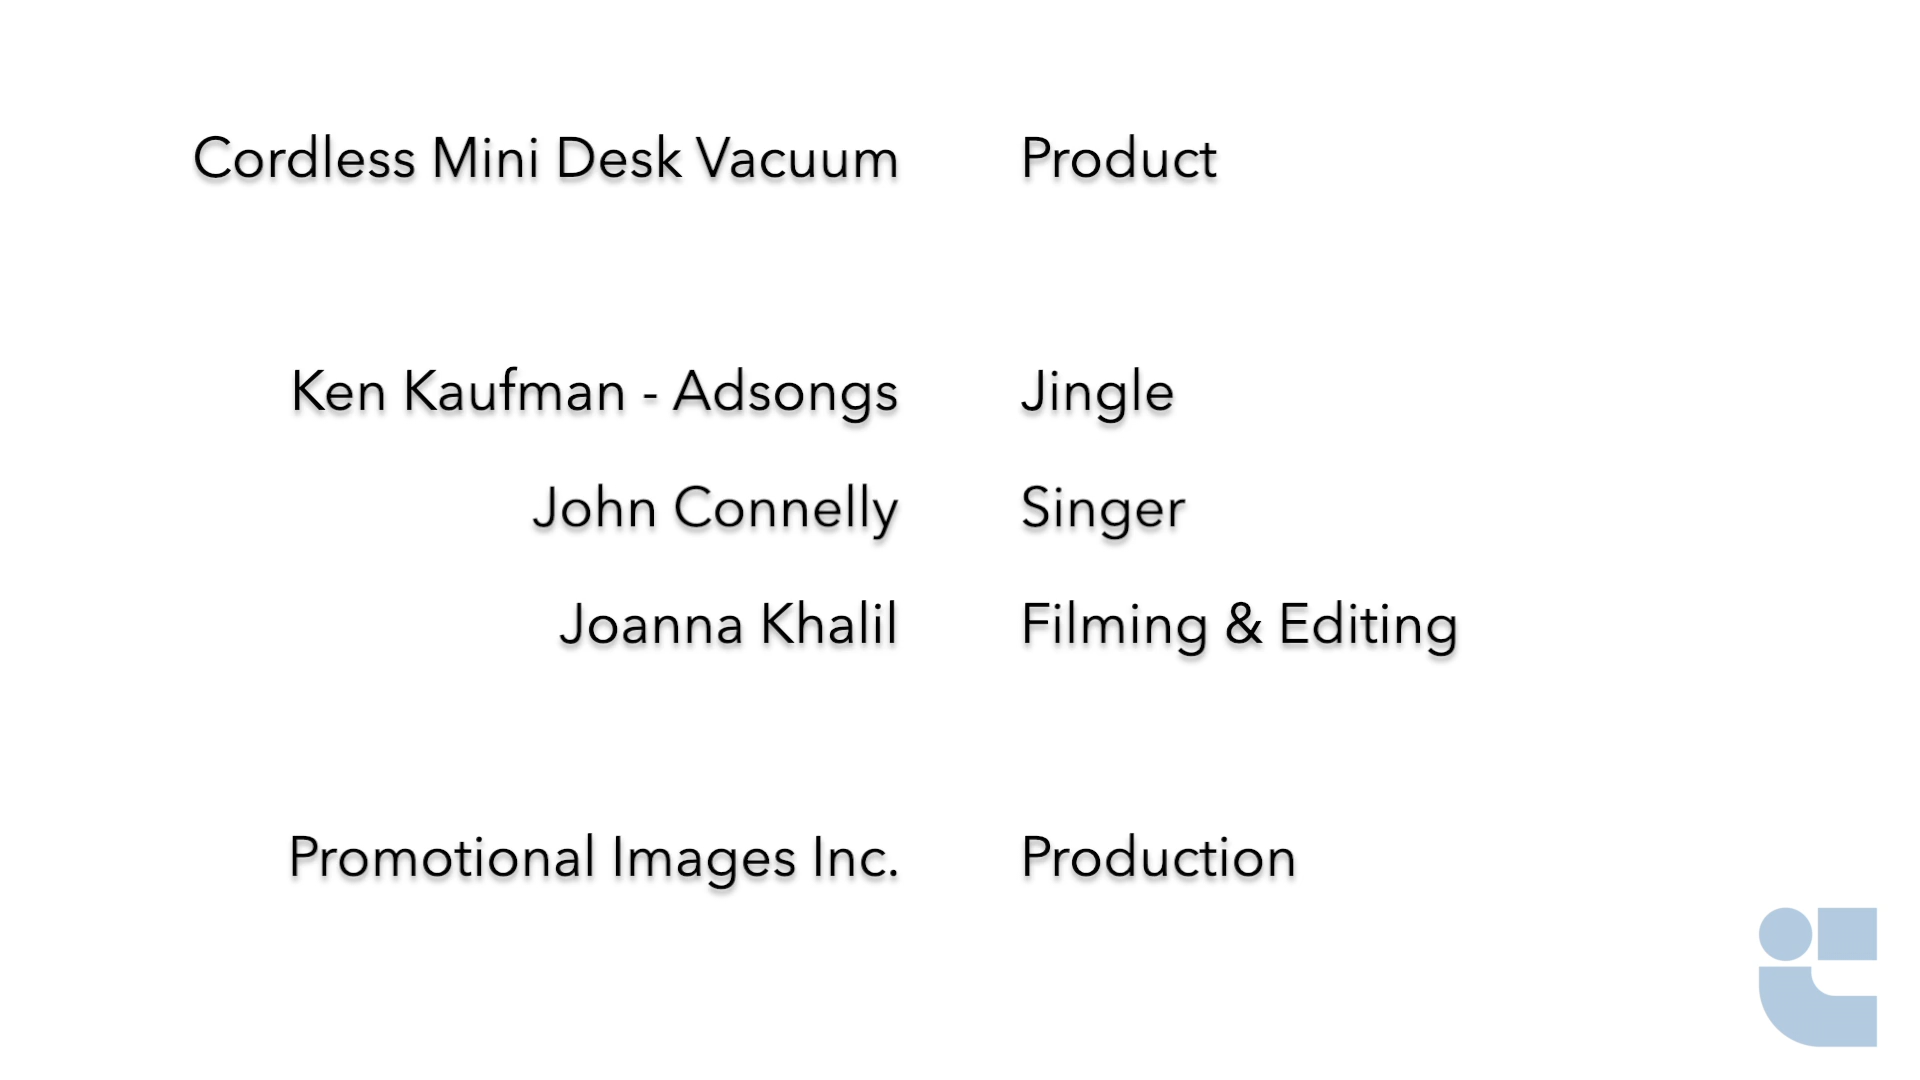 Cordless Mini Desk Vacuum Product
Ken Kaufman - Adsongs Jingle
John Connelly Singer
Joanna Khalil Filming & Editing
Promotional Images Inc. Production